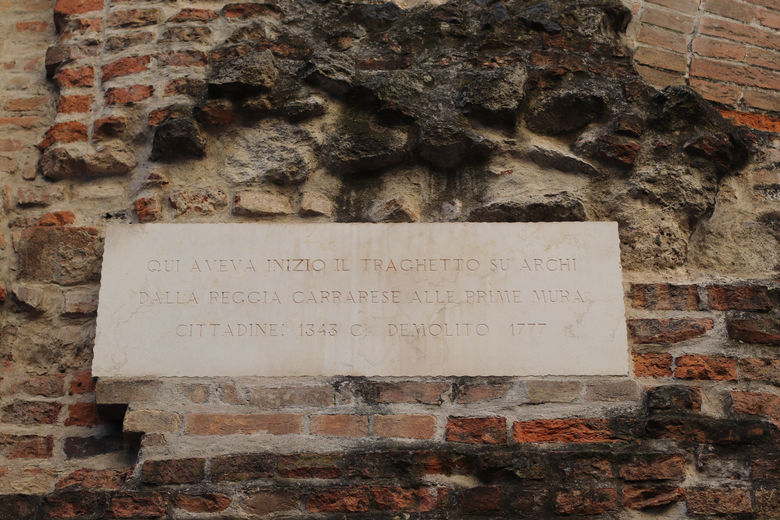 QUI AVEVA INIZIO IL TRAGHETTO SU ARCHI
DALLA REGGIA CARRARESE ALLE PRIME MURA
CITTADINE: 1343 C. DEMOLITO 1777